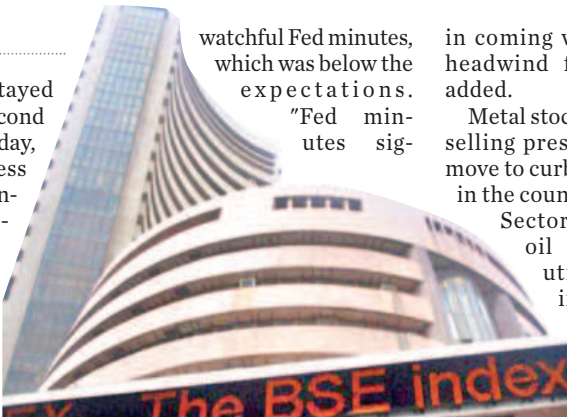 tayed
cond
day,
ess
n-
-
watchful Fed minutes,
which was below the
expectations.
"Fed min-
utes sig-
in coming
headwind
added.
Metal stoc
selling pres
move to curb
in the coun
Sector
oil
uti
The BSE index